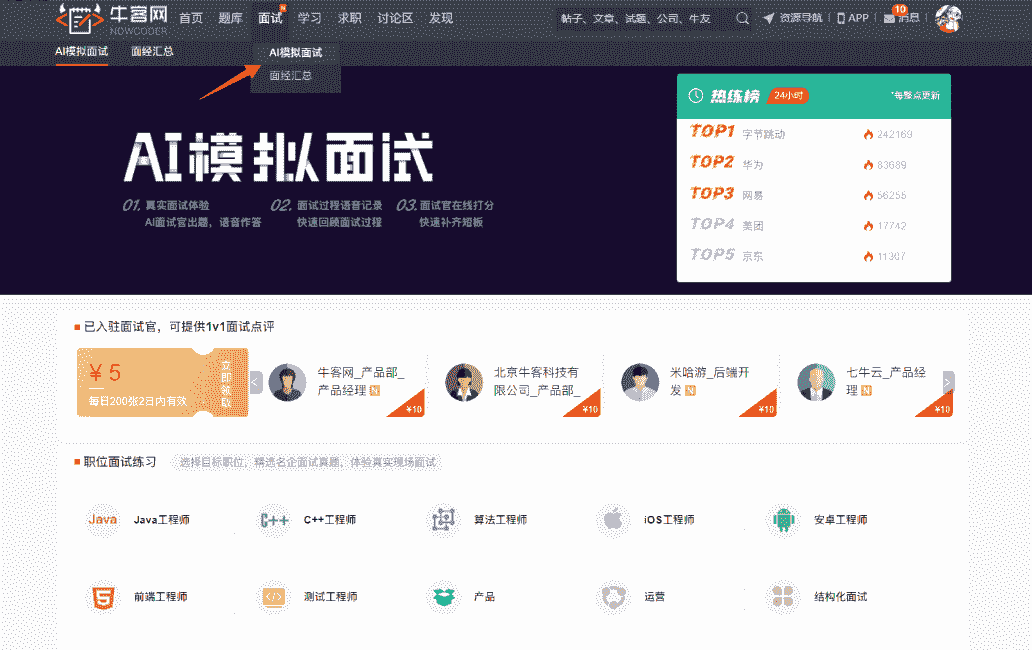 牛客网
NOWCODER
首页 题库 面试 学习 求职 讨论区 发现
N
帖子、文章、试题、公司、牛友
资源导航 APP 消息
10
AI模拟面试 面经汇总
AI模拟面试
面经汇总
AI模拟面试
01. 真实面试体验
AI面试官出题，语音作答
02. 面试过程语音记录
快速回顾面试过程
03. 面试官在线打分
快速补齐短板
热练榜 24小时 *每整点更新
TOP1 字节跳动 242169
TOP2 华为 83689
TOP3 网易 56255
TOP4 美团 17742
TOP5 京东 11307
已入驻面试官，可提供1v1面试点评
￥5
每日200张2日内有效
立即领取
牛客网_产品部_
产品经理 N
¥10
北京牛客科技有
限公司_产品部_
¥10
米哈游_后端开
发 N
¥10
七牛云_产品经
理 N
¥10
职位面试练习 选择目标职位，精选名企面试真题，体验真实现场面试
Java Java工程师
C++ C++工程师
算法工程师
iOS工程师
安卓工程师
5 前端工程师
</> 测试工程师
产品
运营
结构化面试